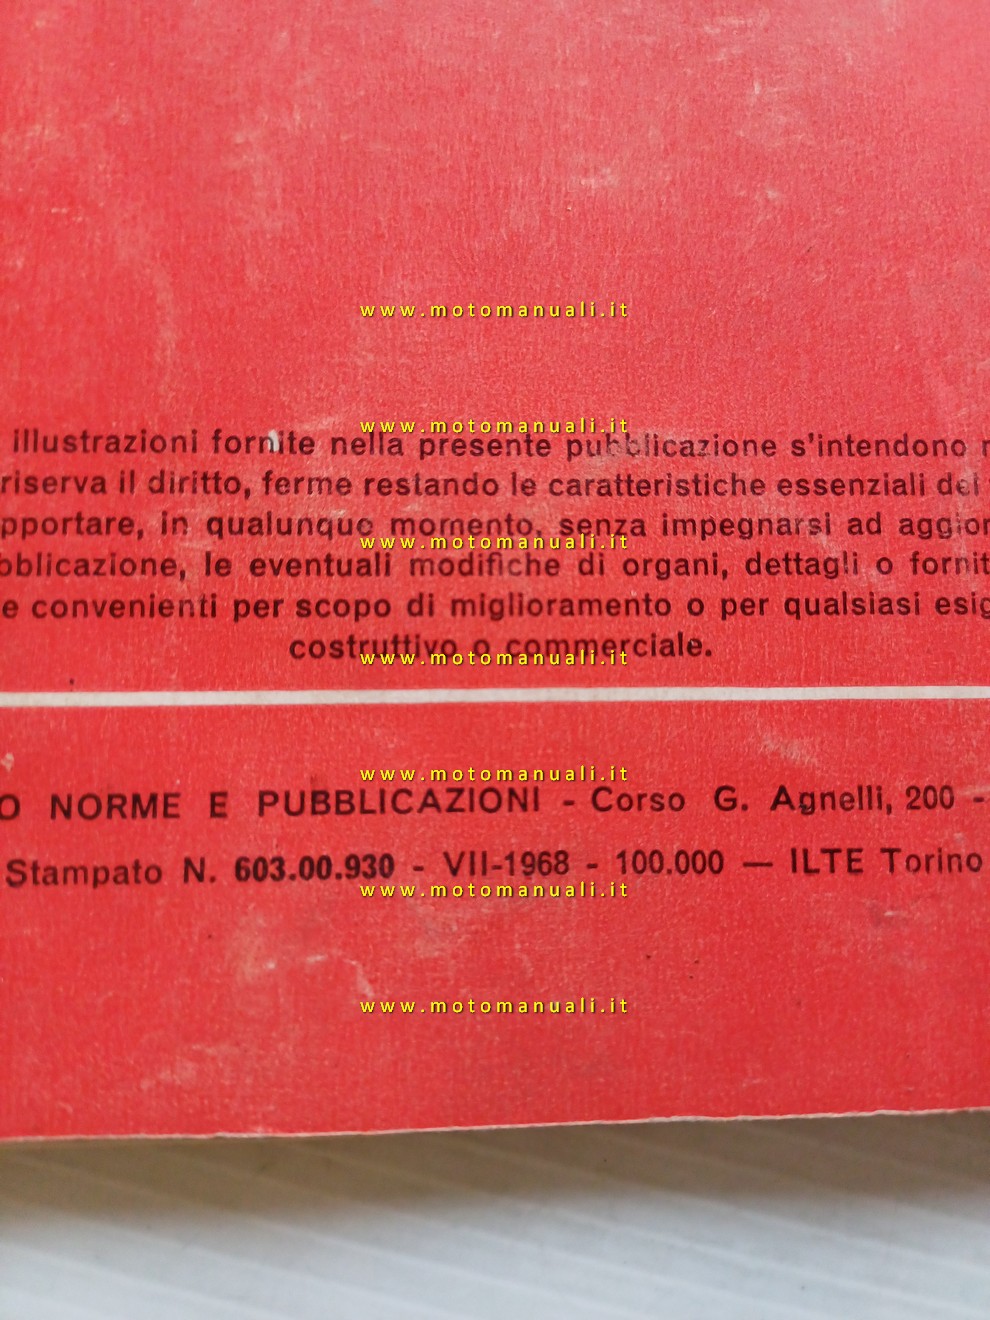 www.motomanuali.it
www.motomanuali.it
illustrazioni fornite nella presente pubblicazione s'intendono
riserva il diritto, ferme restando le caratteristiche essenziali dei
pportare, in qualunque momento, senza impegnarsi ad aggior
www.motomanuali.it
bblicazione, le eventuali modifiche di organi, dettagli o fornit
e convenienti per scopo di miglioramento o per qualsiasi esig
costruttivo o commerciale.
www.motomanuali.it
www.motomanuali.it
O NORME E PUBBLICAZIONI - Corso G. Agnelli, 200 -
Stampato N. 603.00.930 - VII-1968 - 100.000 — ILTE Torino
www.motomanuali.it
www.motomanuali.it